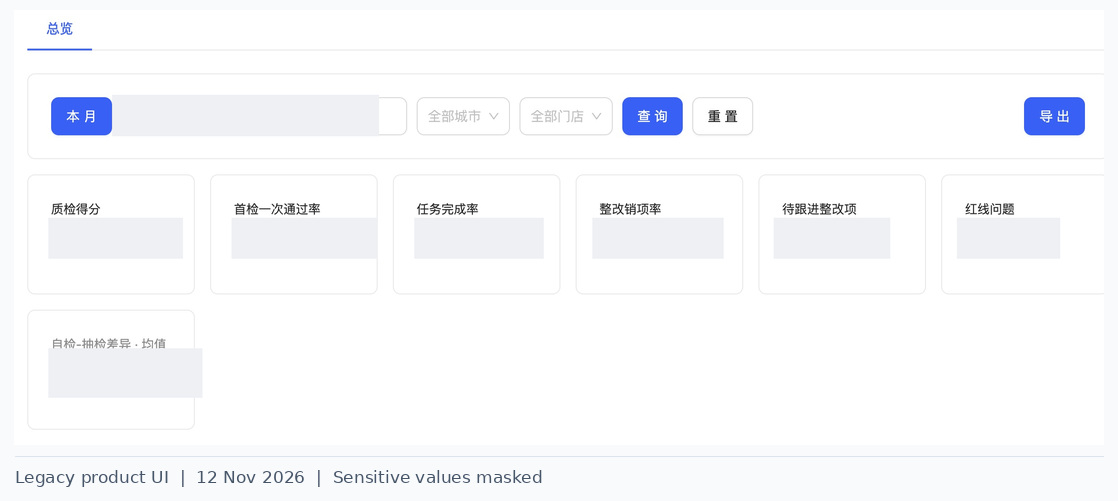 总览
本 月 全部城市 全部门店 查 询 重 置 导 出
质检得分 首检一次通过率 任务完成率 整改销项率 待跟进整改项 红线问题
自检-抽检差异 · 均值
Legacy product UI | 12 Nov 2026 | Sensitive values masked